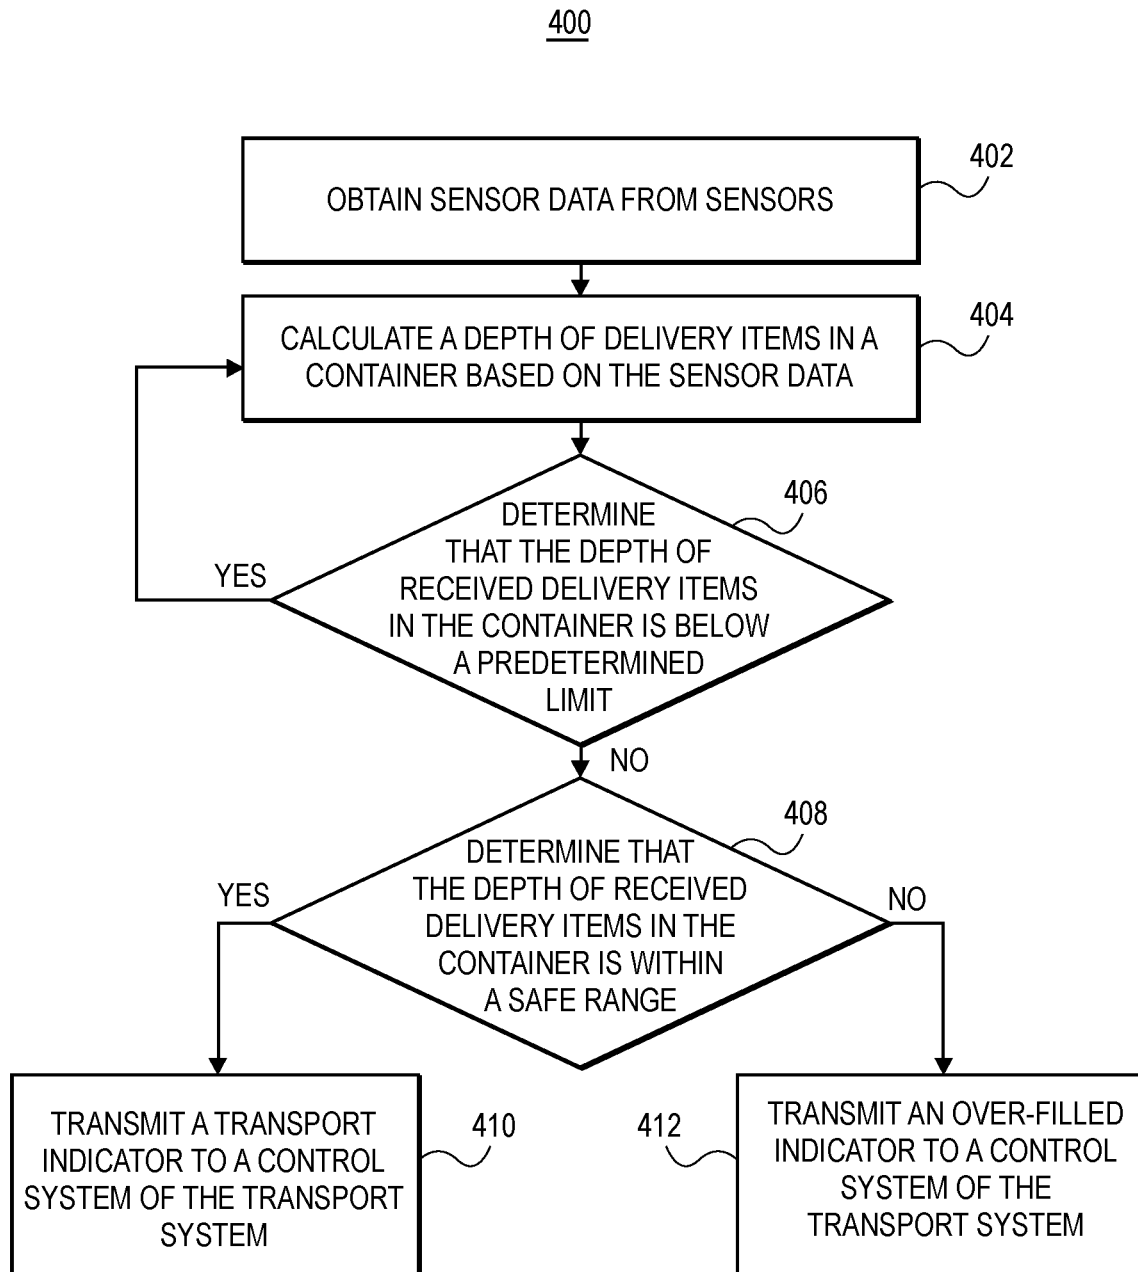 400
OBTAIN SENSOR DATA FROM SENSORS
402
CALCULATE A DEPTH OF DELIVERY ITEMS IN A
CONTAINER BASED ON THE SENSOR DATA
404
DETERMINE
THAT THE DEPTH OF
RECEIVED DELIVERY ITEMS
IN THE CONTAINER IS BELOW
A PREDETERMINED
LIMIT
406
YES
NO
DETERMINE THAT
THE DEPTH OF RECEIVED
DELIVERY ITEMS IN THE
CONTAINER IS WITHIN
A SAFE RANGE
408
YES
NO
TRANSMIT A TRANSPORT
INDICATOR TO A CONTROL
SYSTEM OF THE TRANSPORT
SYSTEM
410
412
TRANSMIT AN OVER-FILLED
INDICATOR TO A CONTROL
SYSTEM OF THE
TRANSPORT SYSTEM